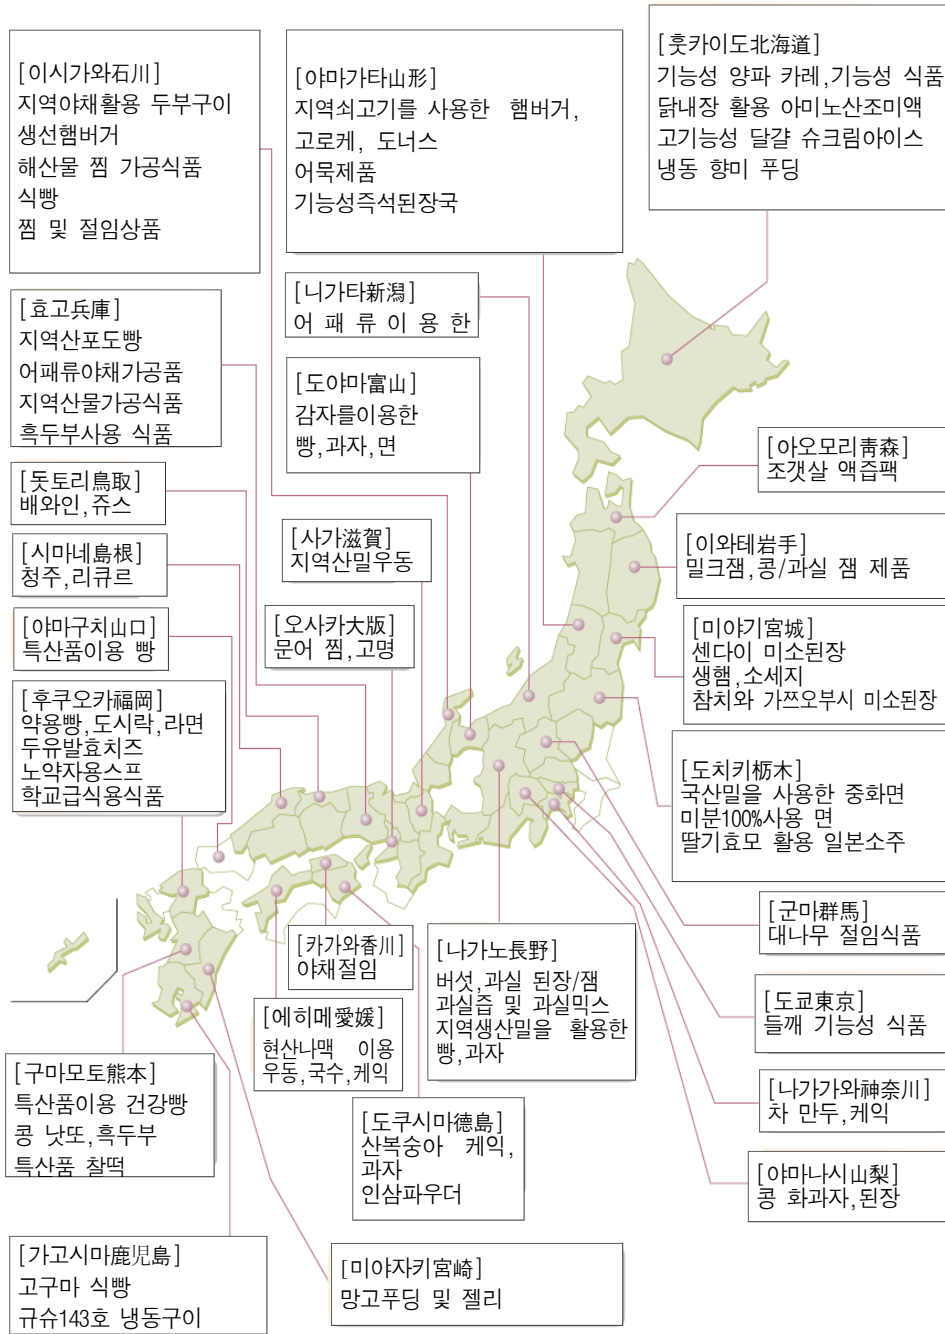 [이시가와石川]
지역야채활용 두부구이
생선햄버거
해산물 찜 가공식품
식빵
찜 및 절임상품
[야마가타山形]
지역쇠고기를 사용한 햄버거,
고로케, 도너스
어묵제품
기능성즉석된장국
[홋카이도北海道]
기능성 양파 카레,기능성 식품
닭내장 활용 아미노산조미액
고기능성 달걀 슈크림아이스
냉동 향미 푸딩
[효고兵庫]
지역산포도빵
어패류야채가공품
지역산물가공식품
흑두부사용 식품
[니가타新潟]
어 패 류 이 용 한
[도야마富山]
감자를이용한
빵,과자,면
[돗토리鳥取]
배와인,쥬스
[시마네島根]
청주,리큐르
[야마구치山口]
특산품이용 빵
[후쿠오카福岡]
약용빵,도시락,라면
두유발효치즈
노약자용스프
학교급식용식품
[사가滋賀]
지역산밀우동
[오사카大版]
문어 찜,고명
[아오모리靑森]
조갯살 액즙팩
[이와테岩手]
밀크잼,콩/과실 잼 제품
[미야기宮城]
센다이 미소된장
생햄,소세지
참치와 가쯔오부시 미소된장
[도치키栃木]
국산밀을 사용한 중화면
미분100%사용 면
딸기효모 활용 일본소주
[군마群馬]
대나무 절임식품
[도쿄東京]
들깨 기능성 식품
[나가가와神奈川]
차 만두,케익
[야마나시山梨]
콩 화과자,된장
[카가와香川]
야채절임
[에히메愛媛]
현산나맥 이용
우동,국수,케익
[나가노長野]
버섯,과실 된장/잼
과실즙 및 과실믹스
지역생산밀을 활용한
빵,과자
[도쿠시마德島]
산복숭아 케익,
과자
인삼파우더
[구마모토熊本]
특산품이용 건강빵
콩 낫또,흑두부
특산품 찰떡
[가고시마鹿児島]
고구마 식빵
규슈143호 냉동구이
[미야자키宮崎]
망고푸딩 및 젤리